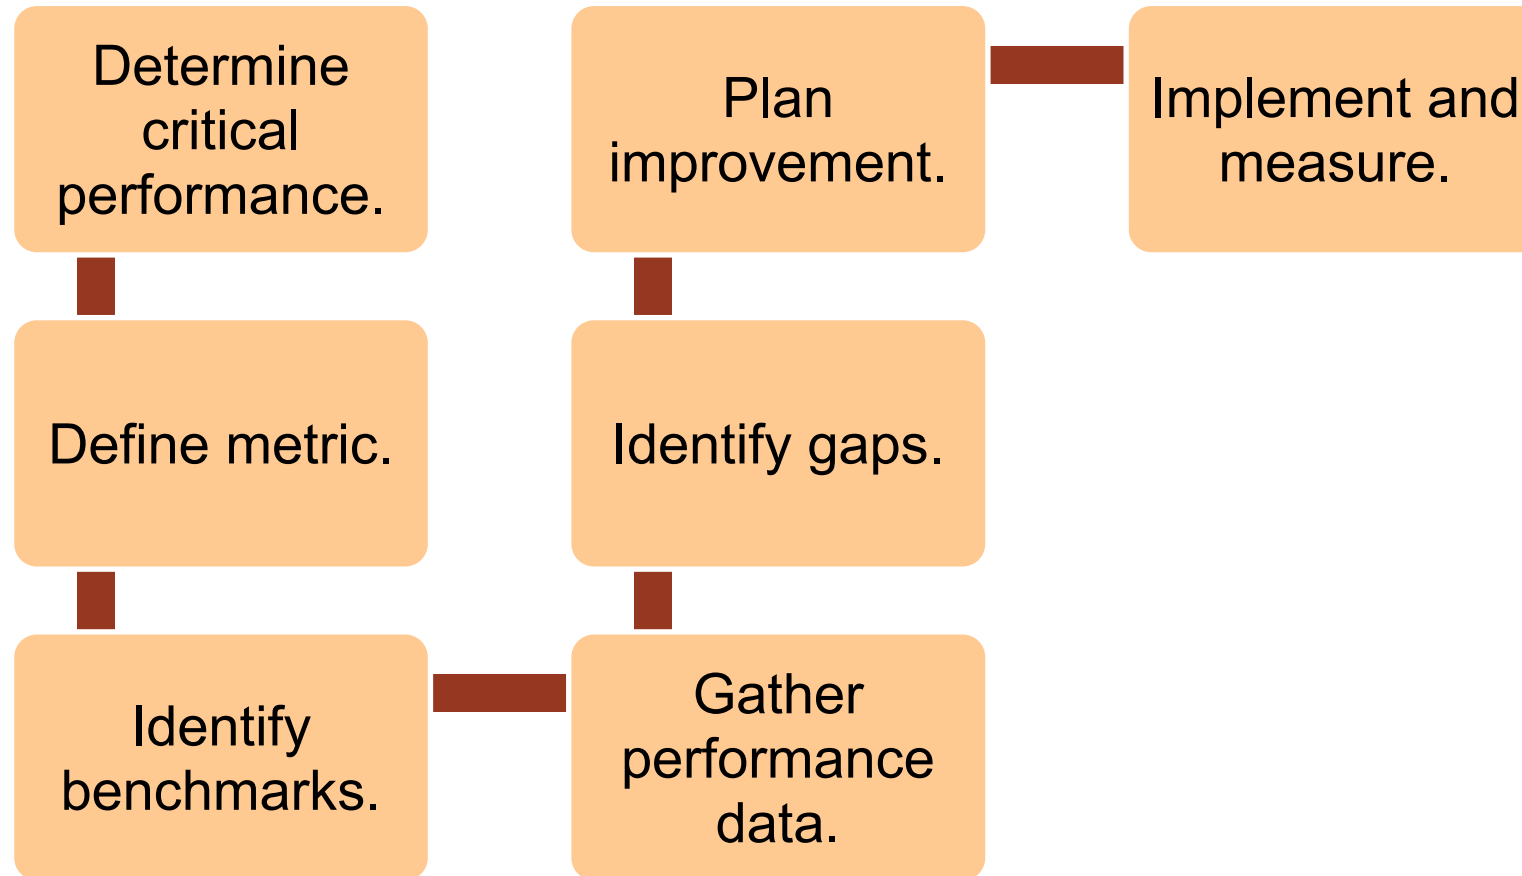 Determine
critical
performance.
Define metric.
Identify
benchmarks.
Gather
performance
data.
Identify gaps.
Plan
improvement.
Implement and
measure.